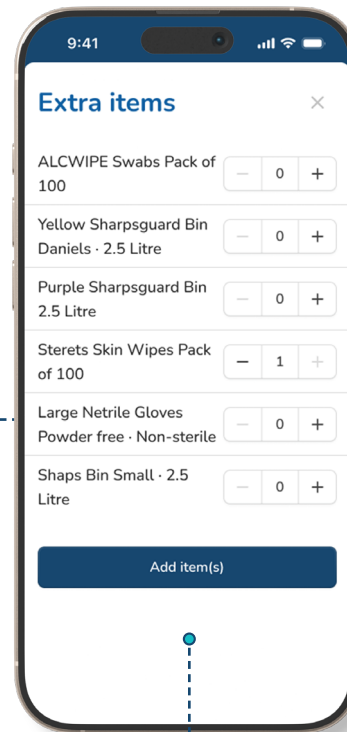 9:41
Extra items
ALCWIPE Swabs Pack of
100
0
Yellow Sharpsguard Bin
Daniels · 2.5 Litre
0
Purple Sharpsguard Bin
2.5 Litre
0
Sterets Skin Wipes Pack
of 100
1
Large Netrile Gloves
Powder free · Non-sterile
0
Shaps Bin Small · 2.5
Litre
0
Add item(s)